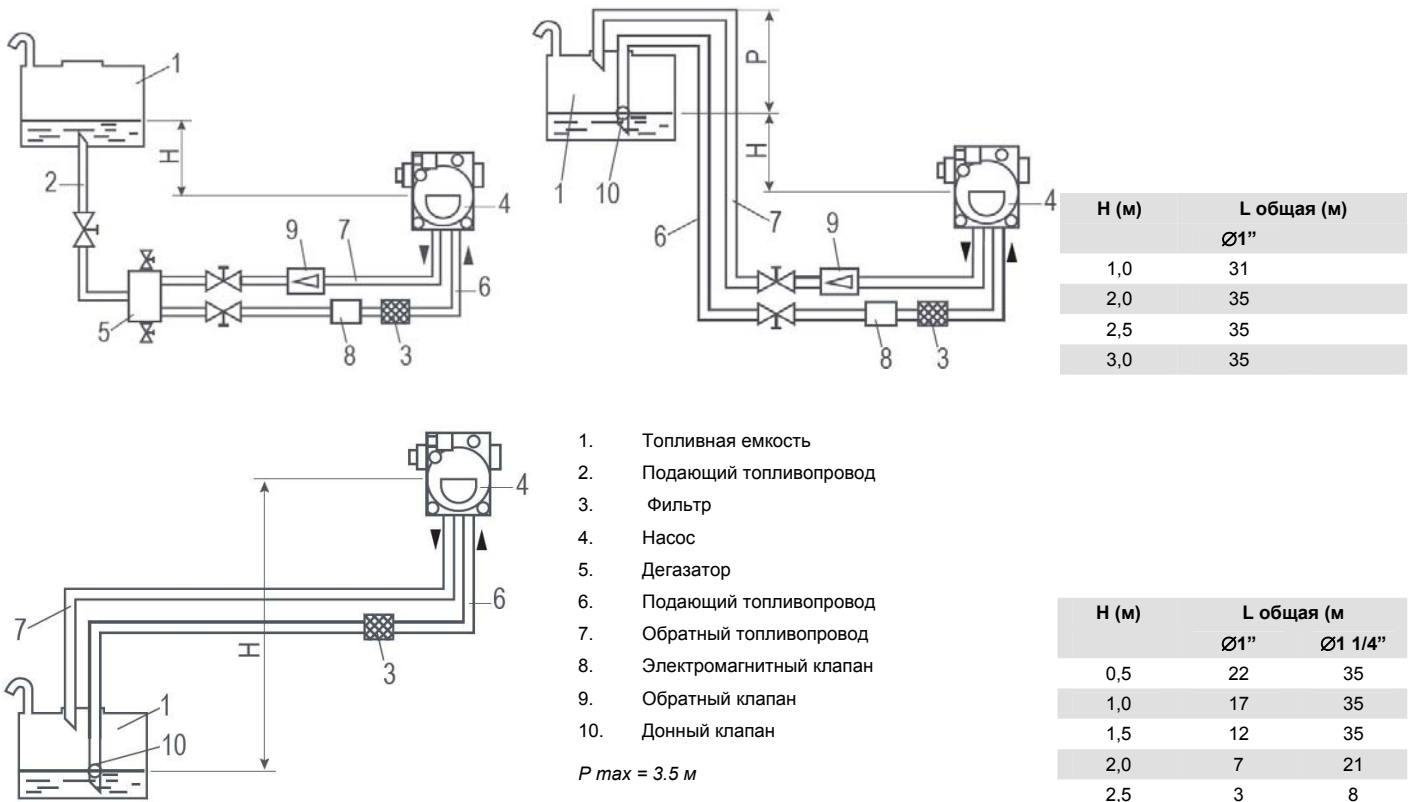 1
H
2
4
9
7
6
5
8
3
P
H
1
10
4
7
6
9
8
3
H (м) L общая (м)
Ø1”
1,0 31
2,0 35
2,5 35
3,0 35
4
6
7
H
3
1
10
1. Топливная емкость
2. Подающий топливопровод
3. Фильтр
4. Насос
5. Дегазатор
6. Подающий топливопровод
7. Обратный топливопровод
8. Электромагнитный клапан
9. Обратный клапан
10. Донный клапан
P max = 3.5 м
H (м) L общая (м
Ø1” Ø1 1/4”
0,5 22 35
1,0 17 35
1,5 12 35
2,0 7 21
2,5 3 8